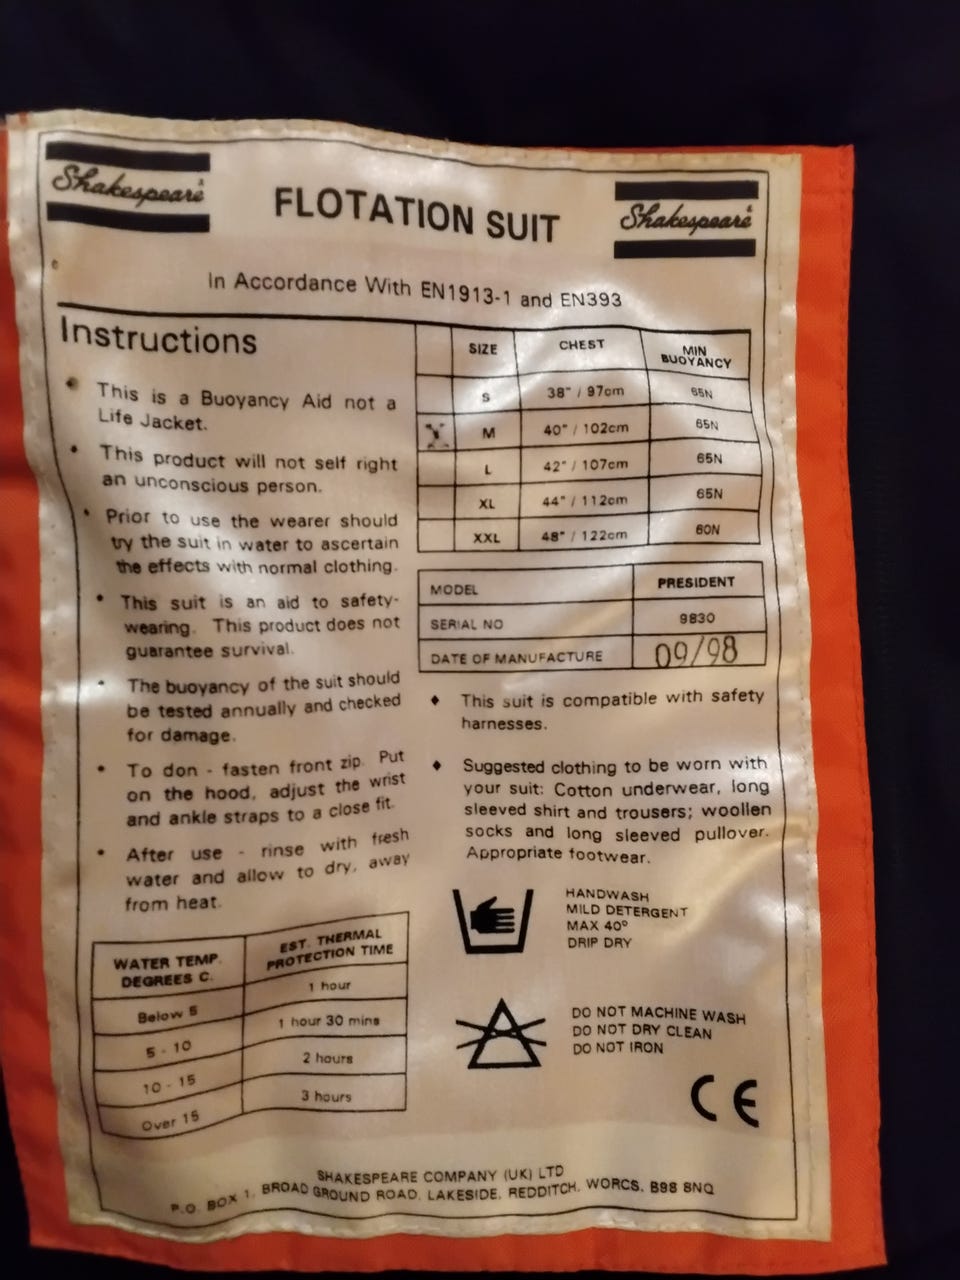 Shakespeare
FLOTATION SUIT
Shakespeare
In Accordance With EN1913-1 and EN393
Instructions
• This is a Buoyancy Aid not a
Life Jacket.
• This product will not self right
an unconscious person.
• Prior to use the wearer should
try the suit in water to ascertain
the effects with normal clothing.
• This suit is an aid to safety-
wearing. This product does not
guarantee survival.
• The buoyancy of the suit should
be tested annually and checked
for damage.
• To don - fasten front zip. Put
on the hood, adjust the wrist
and ankle straps to a close fit.
• After use - rinse with fresh
water and allow to dry, away
from heat.
WATER TEMP. DEGREES C. EST. THERMAL PROTECTION TIME
Below 5 1 hour
5 - 10 1 hour 30 mins
10 - 15 2 hours
Over 15 3 hours
SIZE CHEST MIN BUOYANCY
S 38" / 97cm 65N
X M 40" / 102cm 65N
L 42" / 107cm 65N
XL 44" / 112cm 65N
XXL 48" / 122cm 60N
MODEL PRESIDENT
SERIAL NO 9830
DATE OF MANUFACTURE 09/98
♦ This suit is compatible with safety
harnesses.
♦ Suggested clothing to be worn with
your suit: Cotton underwear, long
sleeved shirt and trousers; woollen
socks and long sleeved pullover.
Appropriate footwear.
HANDWASH
MILD DETERGENT
MAX 40º
DRIP DRY
DO NOT MACHINE WASH
DO NOT DRY CLEAN
DO NOT IRON
CE
SHAKESPEARE COMPANY (UK) LTD
P.O. BOX 1, BROAD GROUND ROAD, LAKESIDE, REDDITCH, WORCS, B98 8NQ